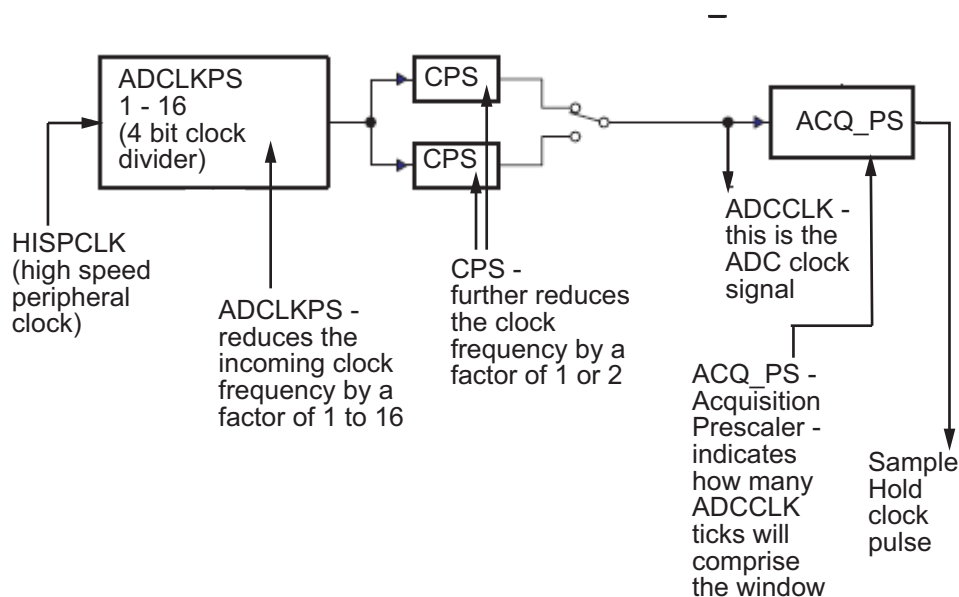 ADCLKPS
1 - 16
(4 bit clock
divider)
CPS
CPS
ACQ_PS
HISPCLK
(high speed
peripheral
clock)
ADCLKPS -
reduces the
incoming clock
frequency by a
factor of 1 to 16
CPS -
further reduces
the clock
frequency by a
factor of 1 or 2
ADCCLK -
this is the
ADC clock
signal
ACQ_PS -
Acquisition
Prescaler -
indicates
how many
ADCCLK
ticks will
comprise
the window
Sample
Hold
clock
pulse